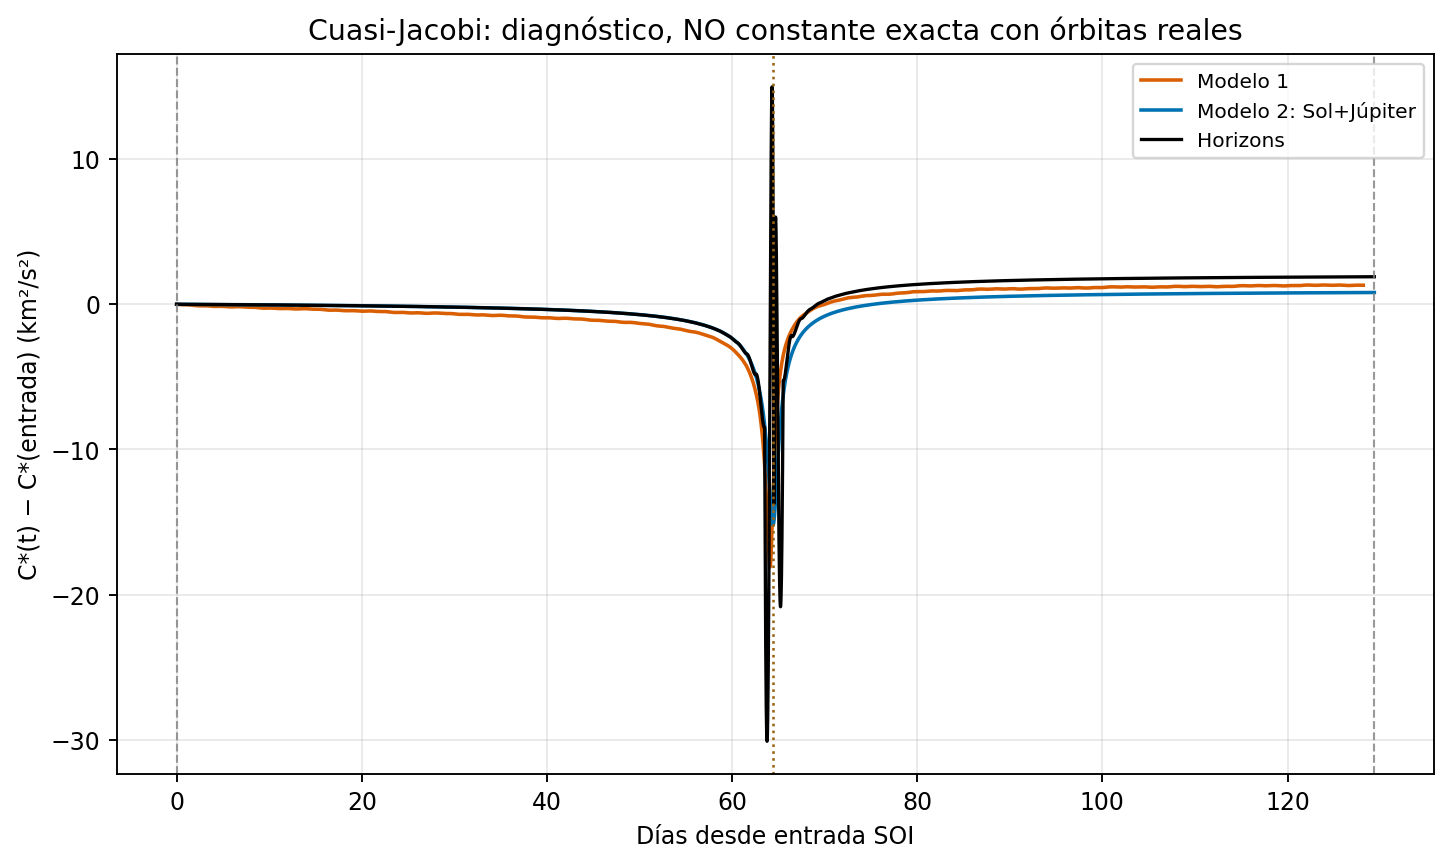 Cuasi-Jacobi: diagnóstico, NO constante exacta con órbitas reales
Modelo 1
Modelo 2: Sol+Júpiter
Horizons
C*(t) − C*(entrada) (km²/s²)
10
0
−10
−20
−30
0 20 40 60 80 100 120
Días desde entrada SOI